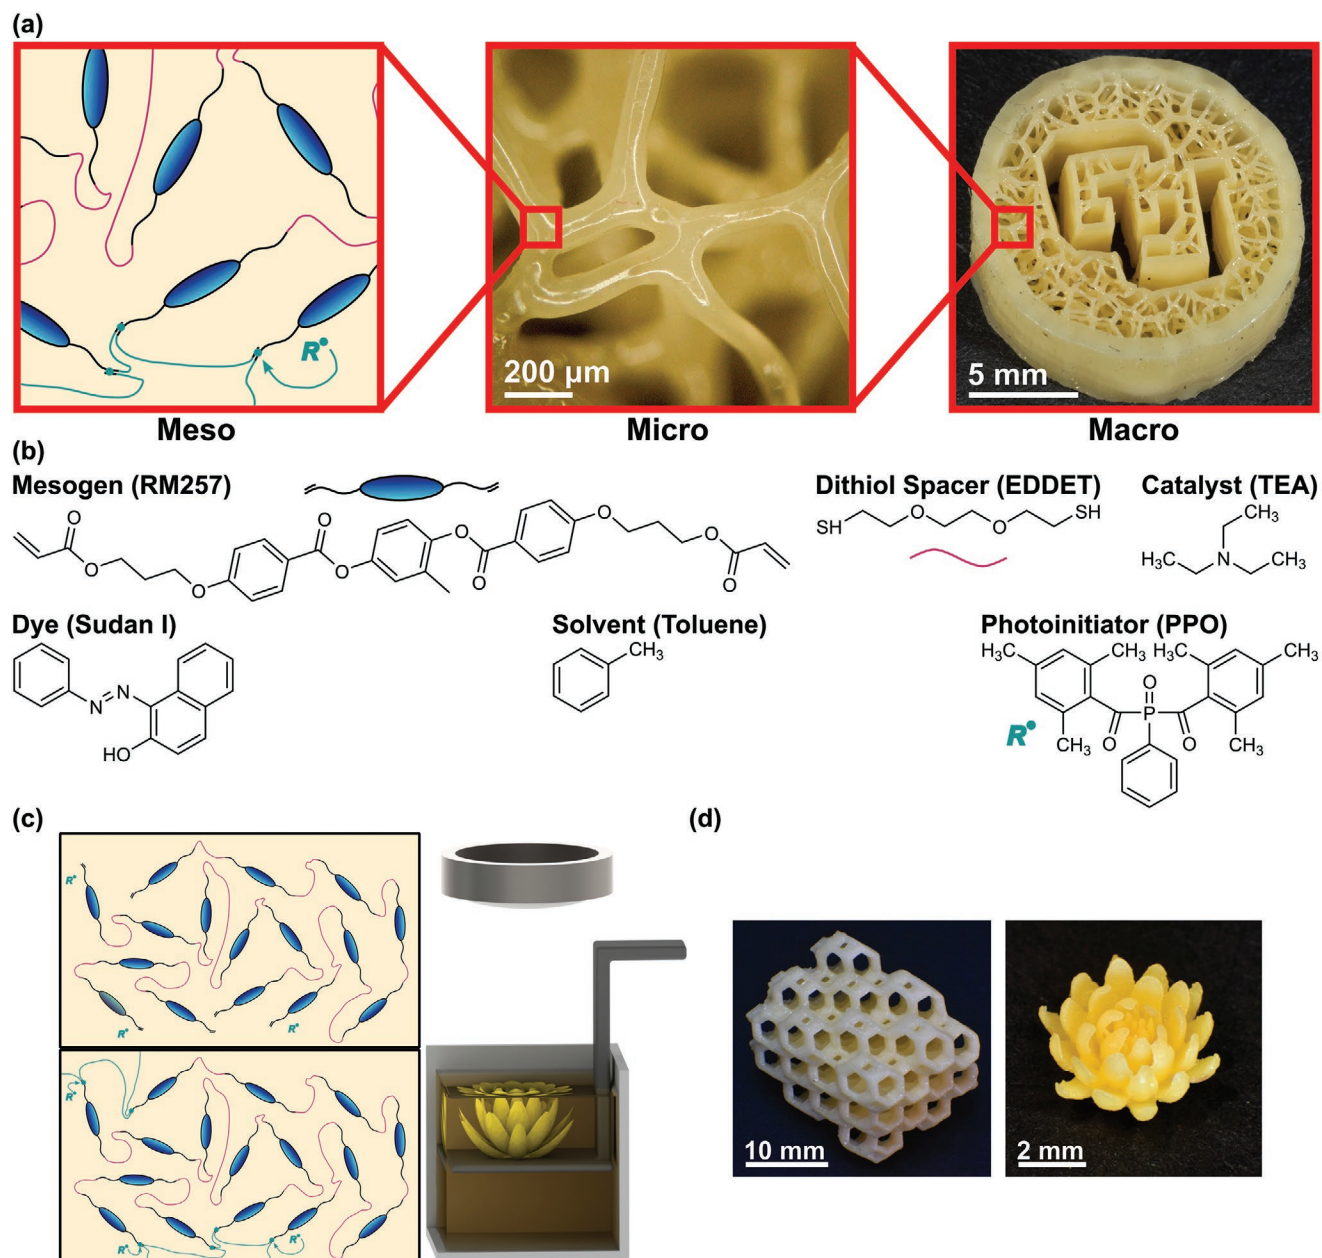 (a)
R•
200 µm
5 mm
Meso
Micro
Macro
(b)
Mesogen (RM257)
Dithiol Spacer (EDDET)
Catalyst (TEA)
O
O
O
O
O
O
O
O
O
O
SH
O
O
SH
CH₃
H₃C
N
CH₃
Dye (Sudan I)
Solvent (Toluene)
Photoinitiator (PPO)
N
N
HO
CH₃
H₃C
CH₃
H₃C
CH₃
O
P
O
O
CH₃
CH₃
R•
(c)
(d)
R•
R•
R•
R•
R•
R•
10 mm
2 mm